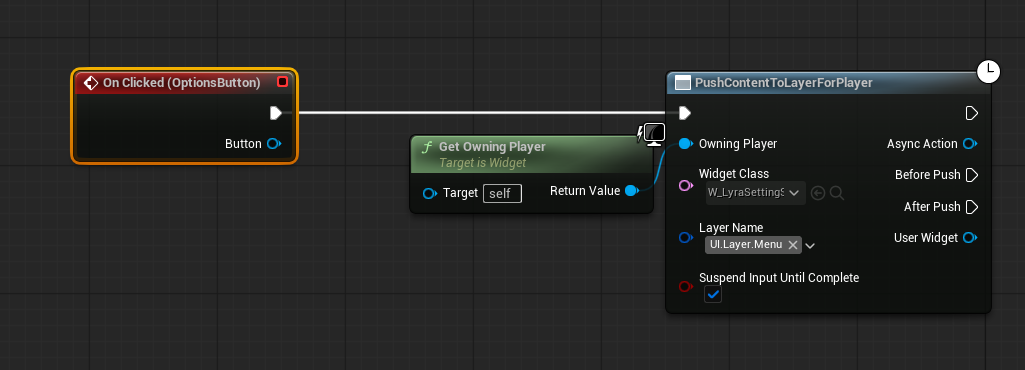 On Clicked (OptionsButton)
Button
f Get Owning Player
Target is Widget
Target self
Return Value
PushContentToLayerForPlayer
Owning Player
Async Action
Widget Class
W_LyraSettingS
Before Push
After Push
Layer Name
UI.Layer.Menu
User Widget
Suspend Input Until Complete